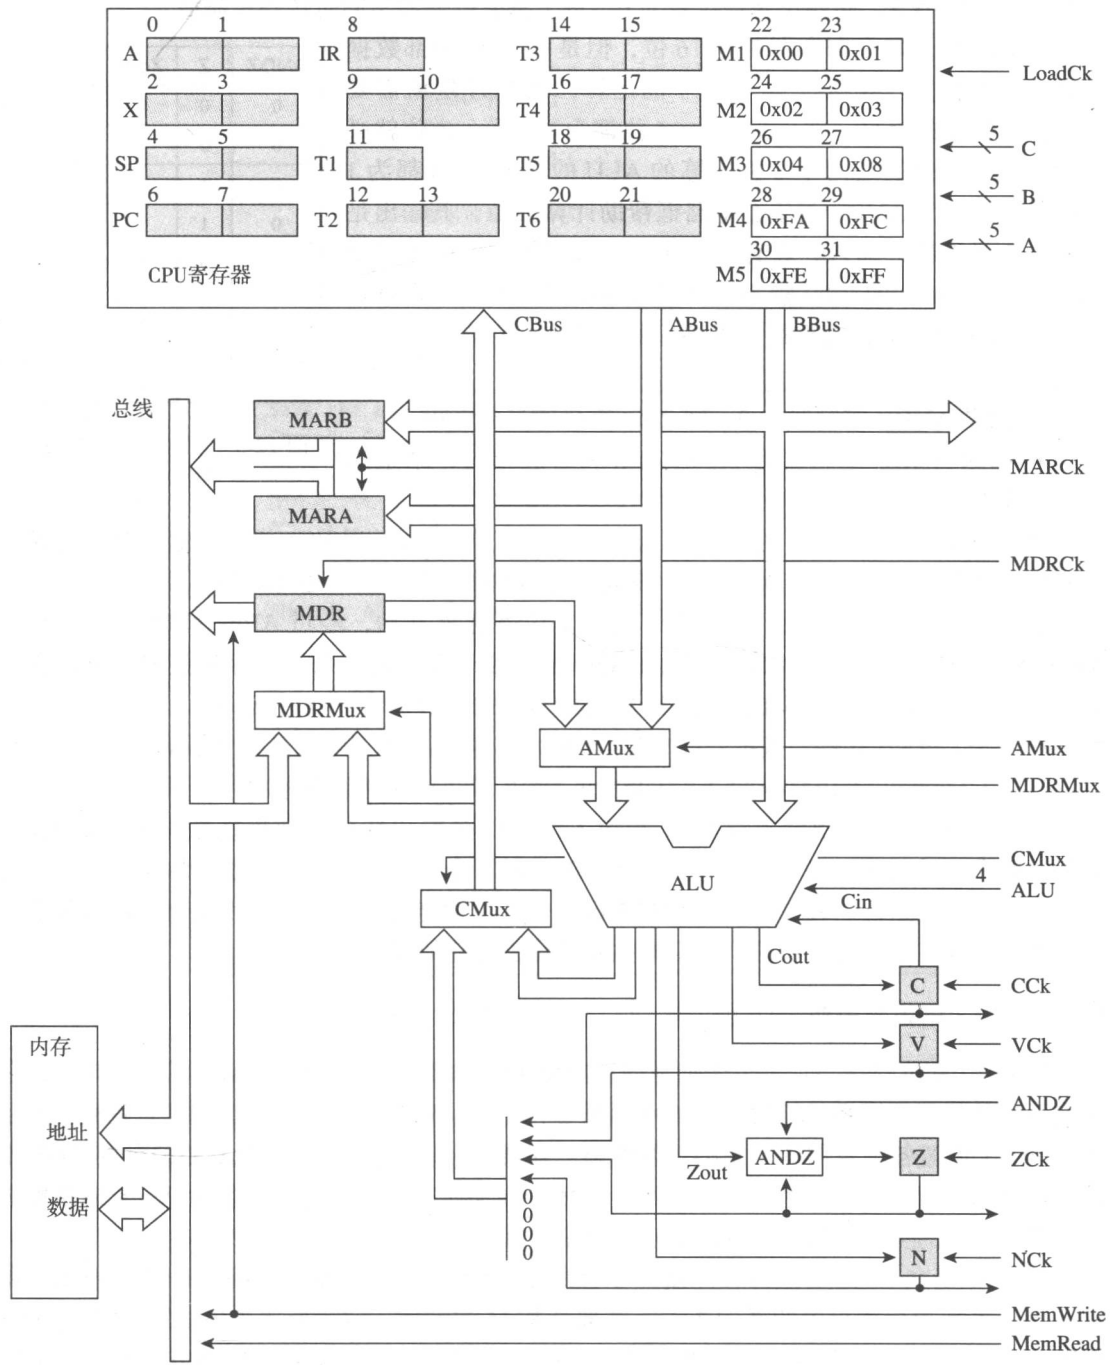 0 1 8 14 15 22 23
A IR T3 M1 0x00 0x01
LoadCk
2 3 9 10 16 17 24 25
X T4 M2 0x02 0x03
4 5 11 18 19 26 27
5 C
SP T1 T5 M3 0x04 0x08
6 7 12 13 20 21 28 29
5 B
PC T2 T6 M4 0xFA 0xFC
5 A
30 31
CPU寄存器 M5 0xFE 0xFF
CBus ABus BBus
总线
MARB
MARCk
MARA
MDRCk
MDR
MDRMux
AMux AMux
MDRMux
CMux
ALU 4 ALU
CMux Cin
Cout
C CCk
内存 V VCk
ANDZ
地址
Zout ANDZ Z ZCk
数据 0
0
0
0
N NCk
MemWrite
MemRead